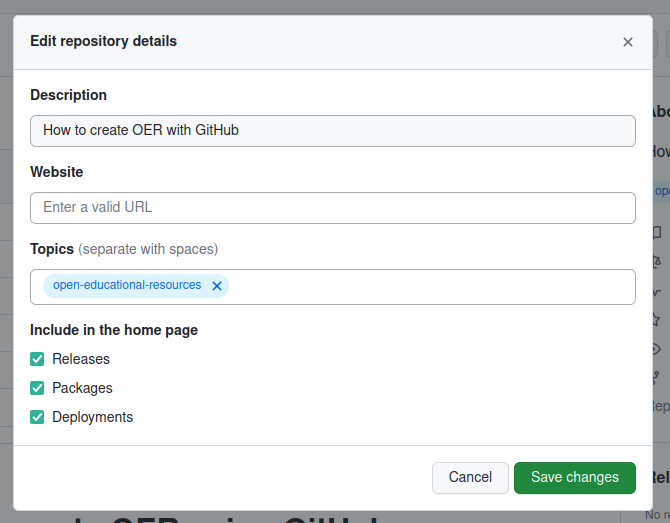 Edit repository details
Description
How to create OER with GitHub
Website
Enter a valid URL
Topics (separate with spaces)
open-educational-resources
Include in the home page
Releases
Packages
Deployments
Cancel
Save changes